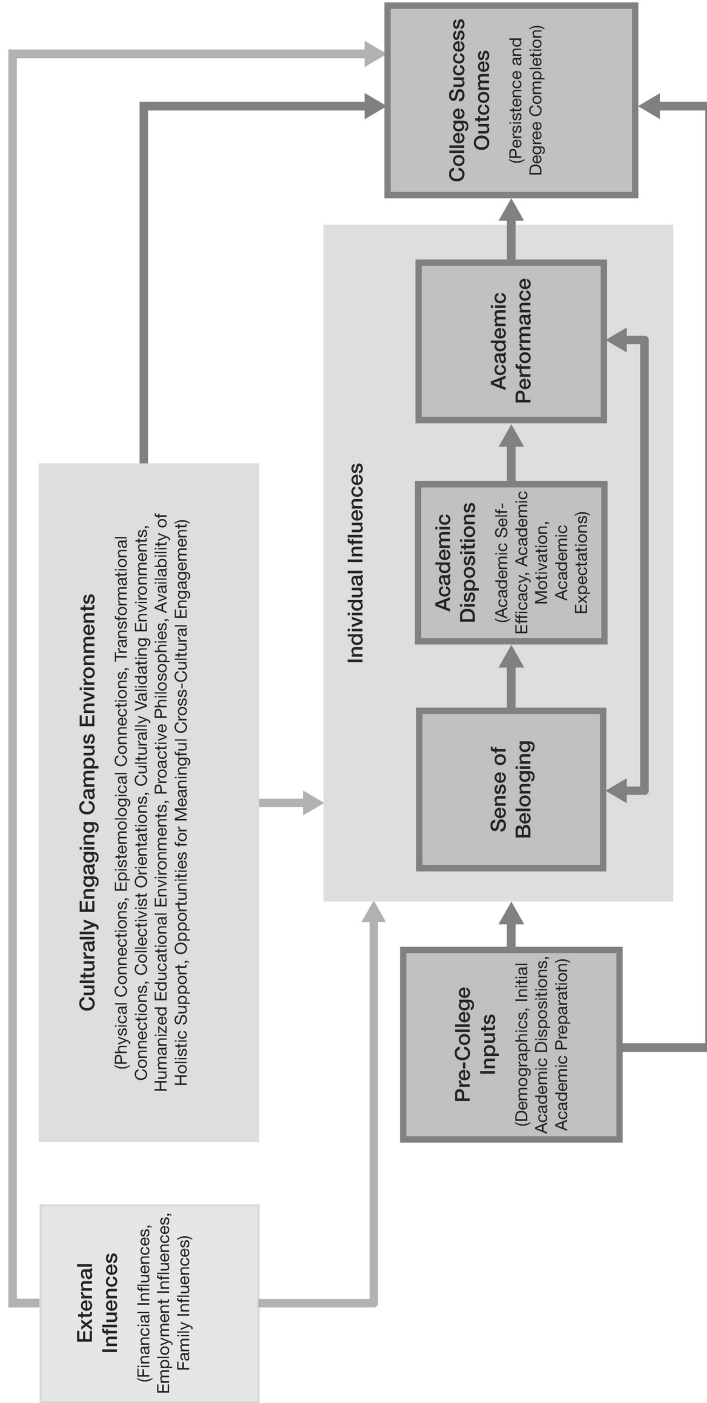 External
Influences
(Financial Influences,
Employment Influences,
Family Influences)
Culturally Engaging Campus Environments
(Physical Connections, Epistemological Connections, Transformational
Connections, Collectivist Orientations, Culturally Validating Environments,
Humanized Educational Environments, Proactive Philosophies, Availability of
Holistic Support, Opportunities for Meaningful Cross-Cultural Engagement)
Pre-College
Inputs
(Demographics, Initial
Academic Dispositions,
Academic Preparation)
Individual Influences
Sense of
Belonging
Academic
Dispositions
(Academic Self-
Efficacy, Academic
Motivation,
Academic
Expectations)
Academic
Performance
College Success
Outcomes
(Persistence and
Degree Completion)